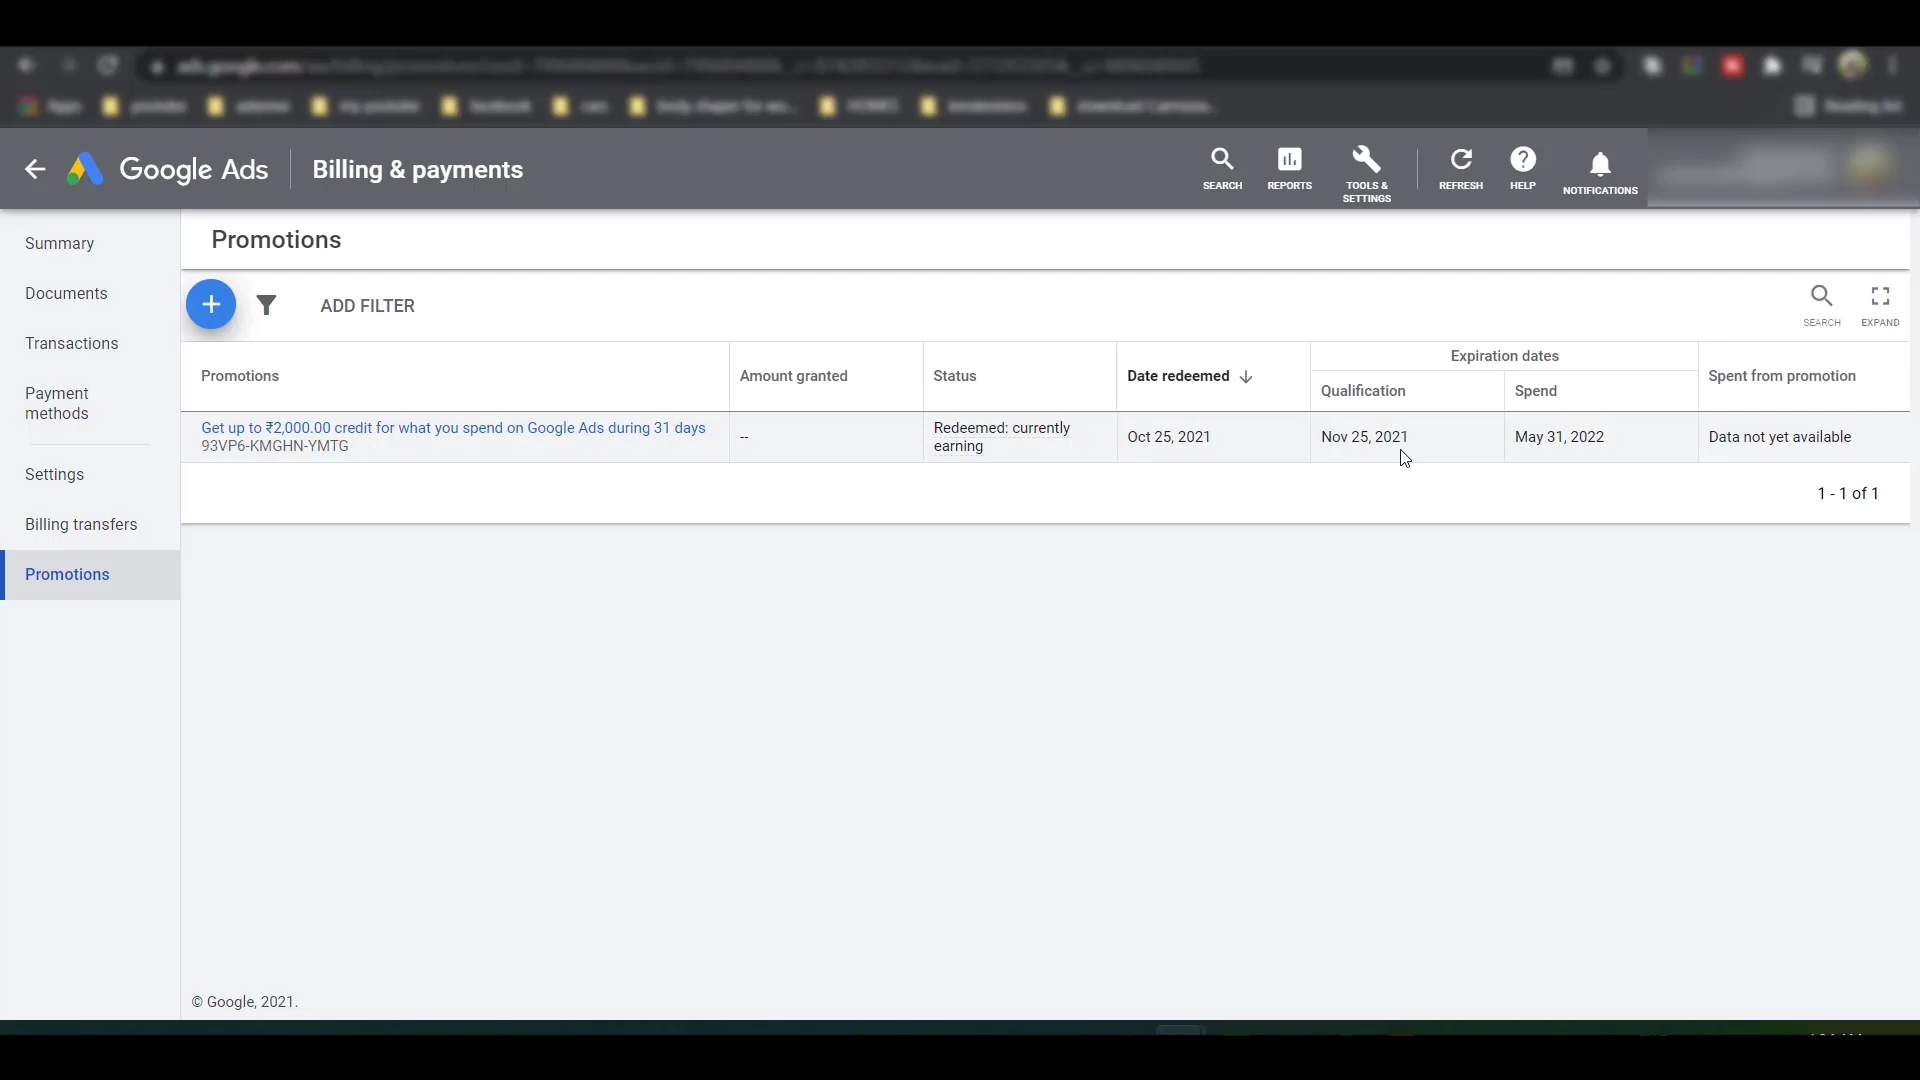 Google Ads
Billing & payments
SEARCH
REPORTS
TOOLS &
SETTINGS
REFRESH
HELP
NOTIFICATIONS
Summary
Documents
Transactions
Payment
methods
Settings
Billing transfers
Promotions
Promotions
ADD FILTER
SEARCH
EXPAND
Promotions
Amount granted
Status
Date redeemed
Expiration dates
Qualification
Spend
Spent from promotion
Get up to ₹2,000.00 credit for what you spend on Google Ads during 31 days
93VP6-KMGHN-YMTG
--
Redeemed: currently
earning
Oct 25, 2021
Nov 25, 2021
May 31, 2022
Data not yet available
1 - 1 of 1
© Google, 2021.